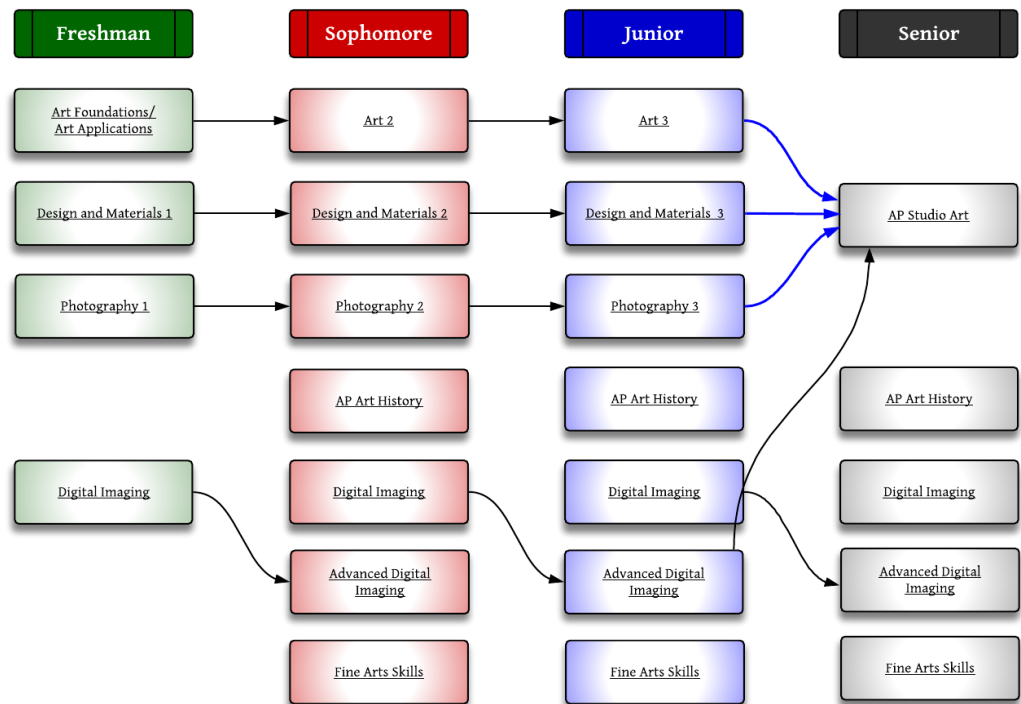 Freshman
Sophomore
Junior
Senior
Art Foundations/
Art Applications
Art 2
Art 3
Design and Materials 1
Design and Materials 2
Design and Materials  3
AP Studio Art
Photography 1
Photography 2
Photography 3
AP Art History
AP Art History
AP Art History
Digital Imaging
Digital Imaging
Digital Imaging
Digital Imaging
Advanced Digital
Imaging
Advanced Digital
Imaging
Advanced Digital
Imaging
Fine Arts Skills
Fine Arts Skills
Fine Arts Skills